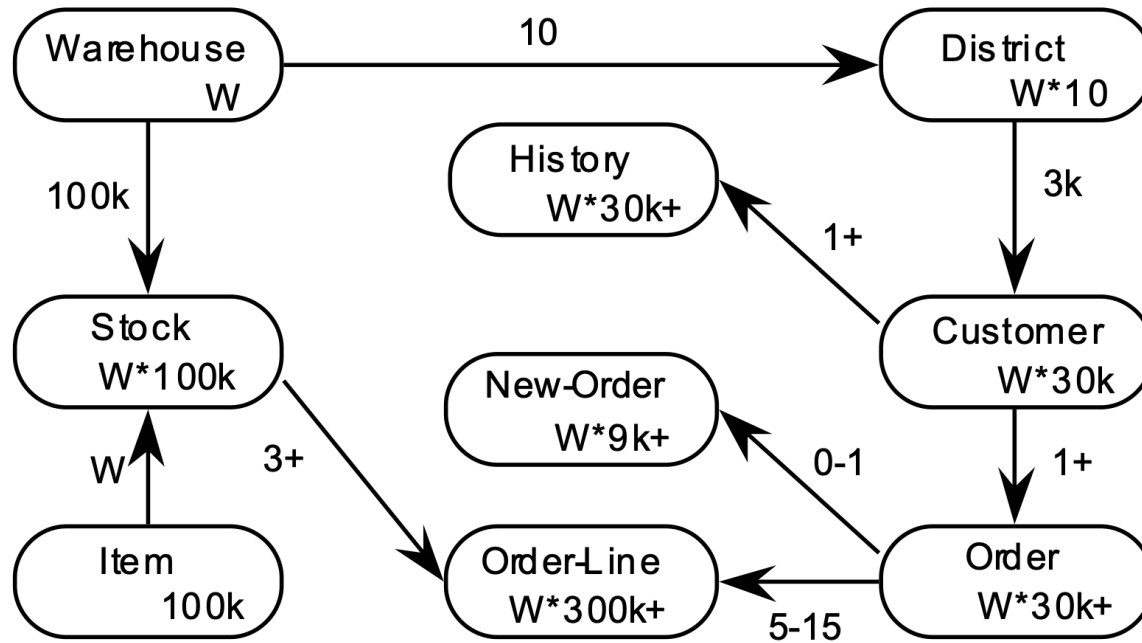 Warehouse
W
10
District
W*10
History
W*30k+
100k
3k
1+
Stock
W*100k
Customer
W*30k
New-Order
W*9k+
W
3+
0-1
1+
Item
100k
Order-Line
W*300k+
Order
W*30k+
5-15